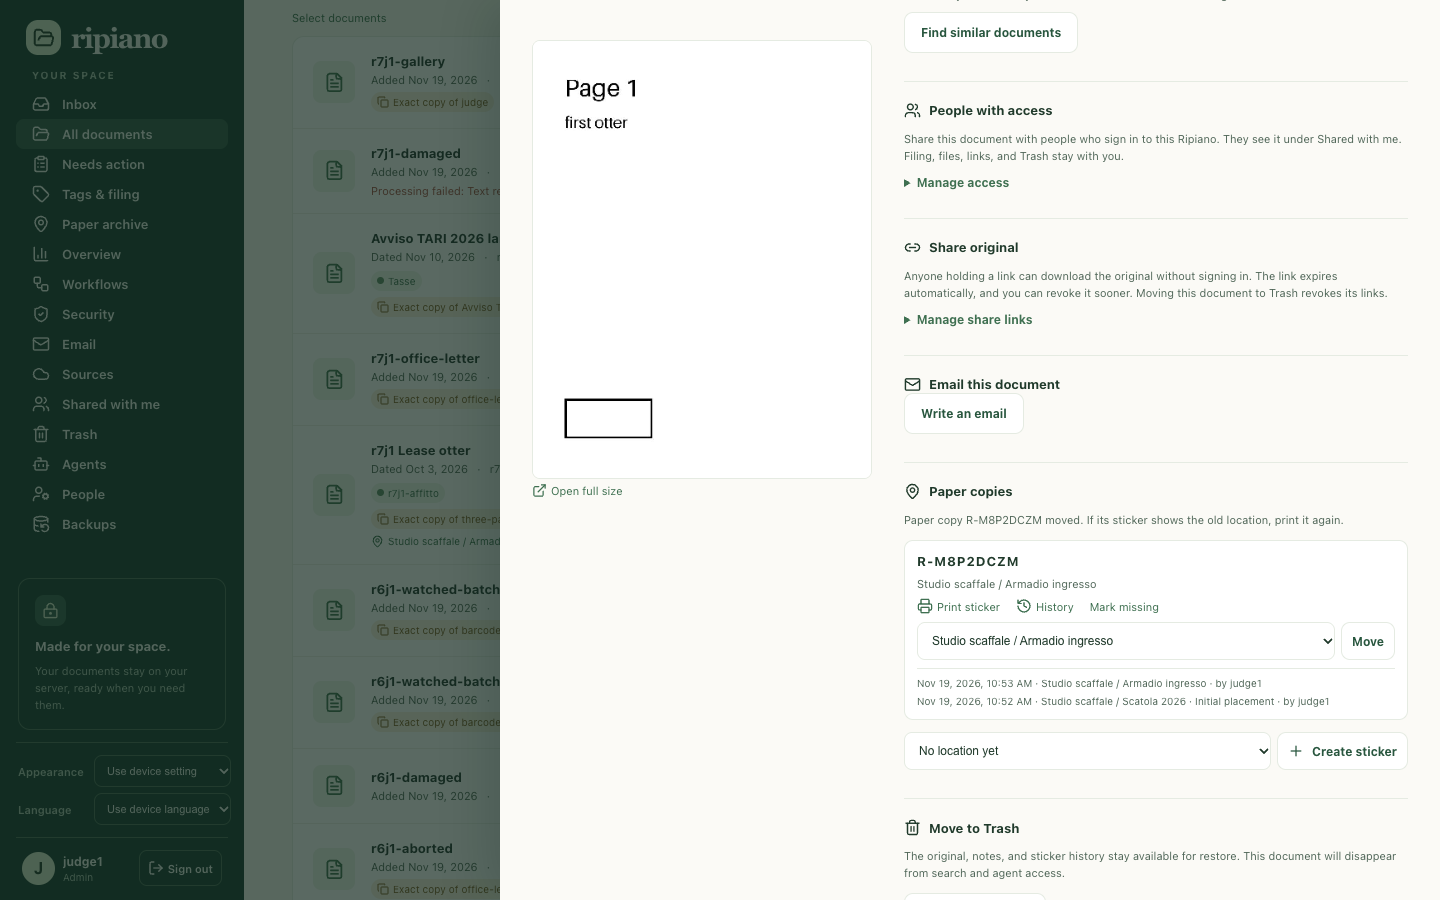 ripiano
YOUR SPACE
Inbox
All documents
Needs action
Tags & filing
Paper archive
Overview
Workflows
Security
Email
Sources
Shared with me
Trash
Agents
People
Backups
Made for your space.
Your documents stay on your
server, ready when you need
them.
Appearance
Use device setting
Language
Use device language
J
judge1
Admin
Sign out
Select documents
r7j1-gallery
Added Nov 19, 2026 ·
Exact copy of judge
r7j1-damaged
Added Nov 19, 2026 ·
Processing failed: Text
Avviso TARI 2026
Dated Nov 10, 2026 ·
Tasse
Exact copy of Avviso
r7j1-office-letter
Added Nov 19, 2026 ·
Exact copy of
r7j1 Lease otter
Dated Oct 3, 2026 ·
r7j1-affitto
Exact copy of
Studio scaffale /
r6j1-watched-batch
Added Nov 19, 2026 ·
Exact copy of
r6j1-watched-batch
Added Nov 19, 2026 ·
Exact copy of
r6j1-damaged
Added Nov 19, 2026 ·
r6j1-aborted
Added Nov 19, 2026 ·
Exact copy of
Page 1
first otter
Open full size
Find similar documents
People with access
Share this document with people who sign in to this Ripiano. They see it under Shared with me.
Filing, files, links, and Trash stay with you.
Manage access
Share original
Anyone holding a link can download the original without signing in. The link expires
automatically, and you can revoke it sooner. Moving this document to Trash revokes its links.
Manage share links
Email this document
Write an email
Paper copies
Paper copy R-M8P2DCZM moved. If its sticker shows the old location, print it again.
R-M8P2DCZM
Studio scaffale / Armadio ingresso
Print sticker
History
Mark missing
Studio scaffale / Armadio ingresso
Move
Nov 19, 2026, 10:53 AM · Studio scaffale / Armadio ingresso · by judge1
Nov 19, 2026, 10:52 AM · Studio scaffale / Scatola 2026 · Initial placement · by judge1
No location yet
Create sticker
Move to Trash
The original, notes, and sticker history stay available for restore. This document will disappear
from search and agent access.